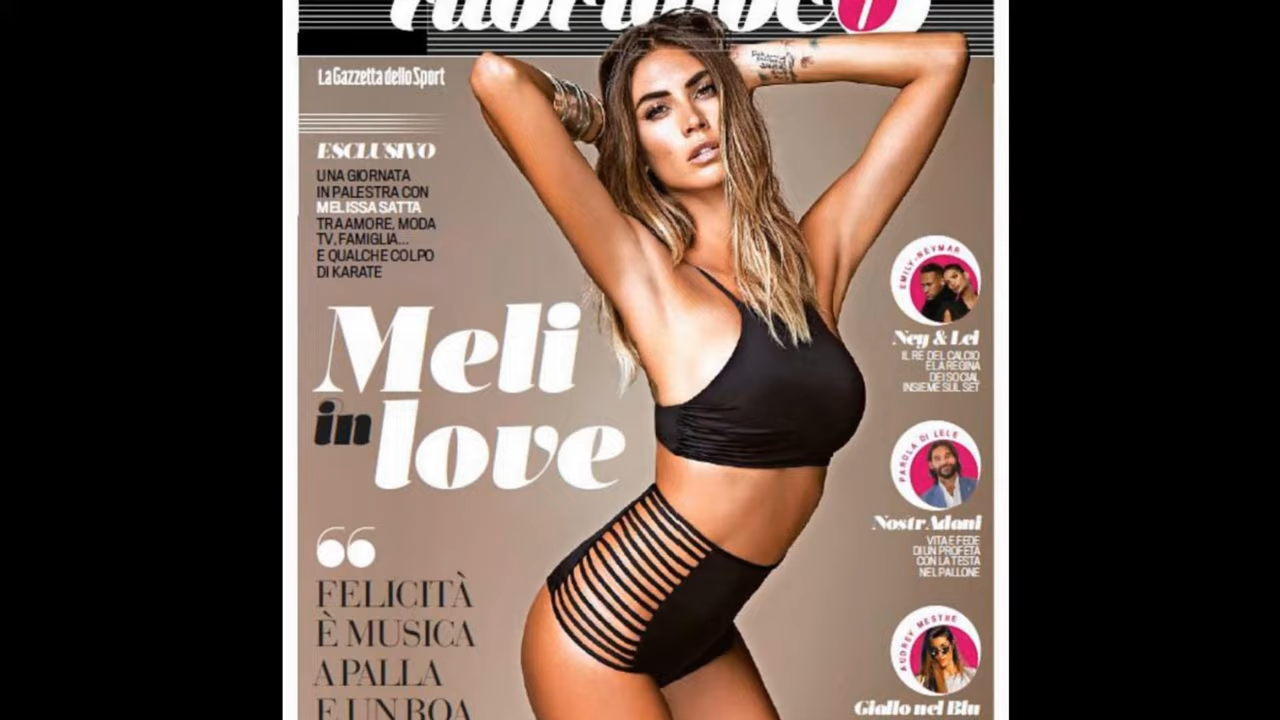 La Gazzetta dello Sport
ESCLUSIVO
UNA GIORNATA
IN PALESTRA CON
MELISSA SATTA
TRA AMORE, MODA
TV, FAMIGLIA...
E QUALCHE COLPO
DI KARATE
Meli
in love
“
FELICITÀ
È MUSICA
A PALLA
E UN BOA
EMILY-NEYMAR
Ney & Lei
IL RE DEL CALCIO
E LA REGINA
DEI SOCIAL
INSIEME SUL SET
PAROLA DI LELE
NostrAdani
VITA E FEDE
DI UN PROFETA
CON LA TESTA
NEL PALLONE
AUDREY MESTRE
Giallo nel Blu